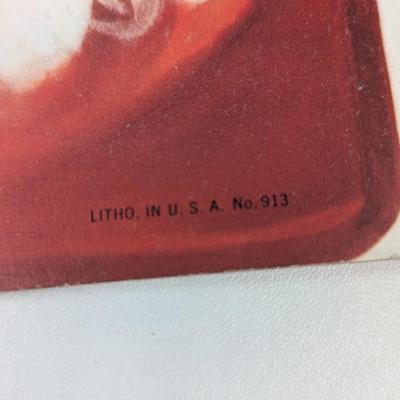 LITHO. IN U. S. A. No. 913